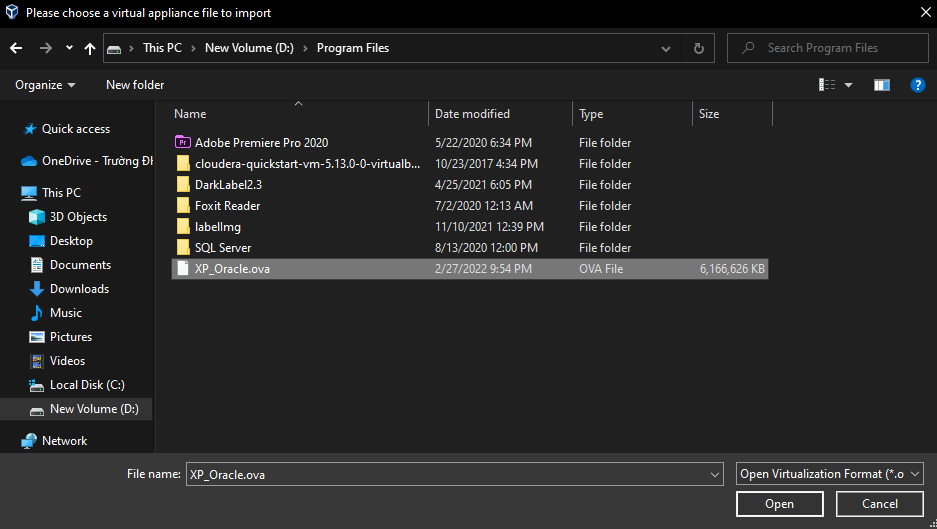 Please choose a virtual appliance file to import
This PC > New Volume (D:) > Program Files
Search Program Files
Organize
New folder
Name Date modified Type Size
Quick access
OneDrive - Trường ĐH
This PC
3D Objects
Desktop
Documents
Downloads
Music
Pictures
Videos
Local Disk (C:)
New Volume (D:)
Network
Pr Adobe Premiere Pro 2020 5/22/2020 6:34 PM File folder
cloudera-quickstart-vm-5.13.0-0-virtualb... 10/23/2017 4:34 PM File folder
DarkLabel2.3 4/25/2021 6:05 PM File folder
Foxit Reader 7/2/2020 12:13 AM File folder
labelImg 11/10/2021 12:39 PM File folder
SQL Server 8/13/2020 12:00 PM File folder
XP_Oracle.ova 2/27/2022 9:54 PM OVA File 6,166,626 KB
File name: XP_Oracle.ova
Open Virtualization Format (*.o
Open Cancel